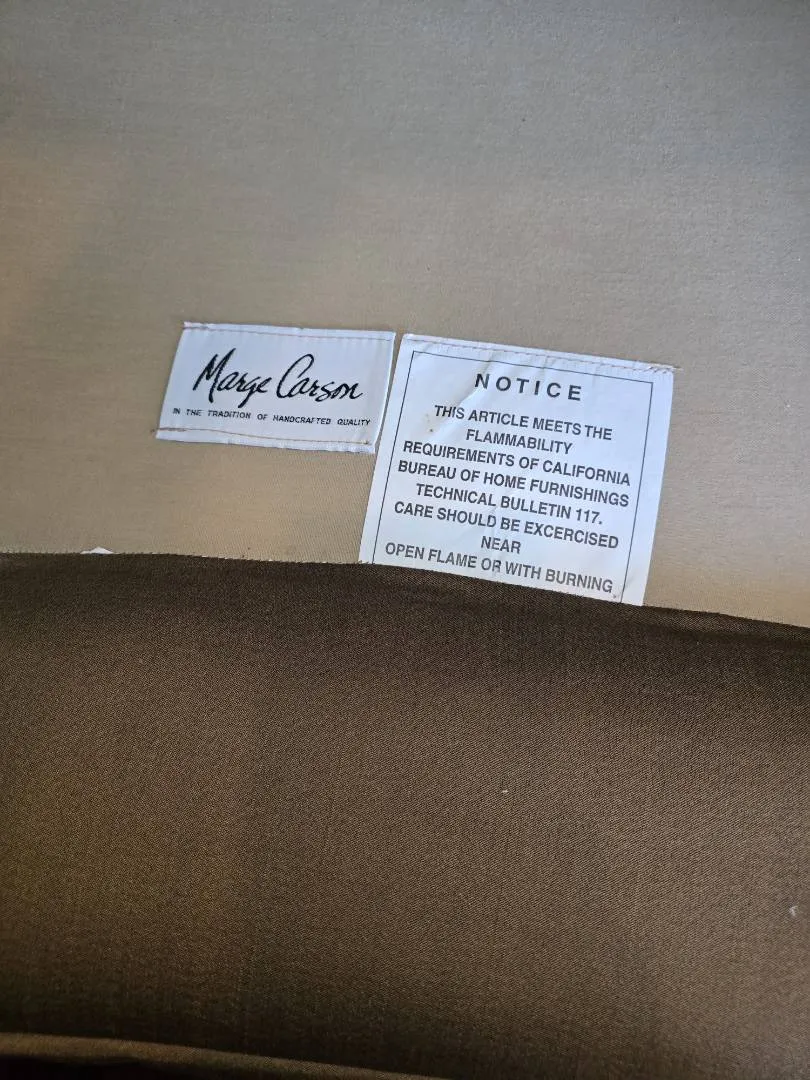 Marge Carson
IN THE TRADITION OF HANDCRAFTED QUALITY
NOTICE
THIS ARTICLE MEETS THE
FLAMMABILITY
REQUIREMENTS OF CALIFORNIA
BUREAU OF HOME FURNISHINGS
TECHNICAL BULLETIN 117.
CARE SHOULD BE EXCERCISED
NEAR
OPEN FLAME OR WITH BURNING